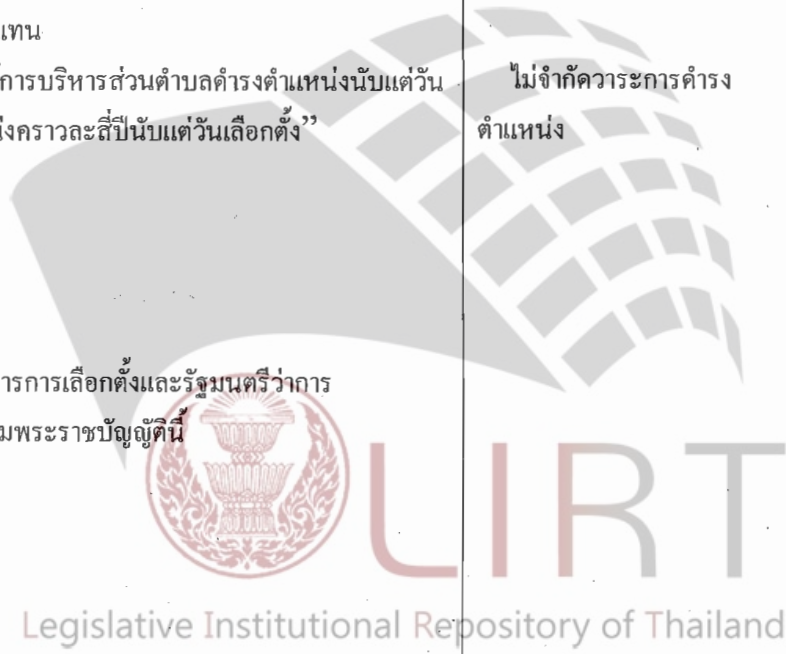 แทน
การบริหารส่วนตำบลดำรงตำแหน่งนับแต่วัน
งคราวละสี่ปีนับแต่วันเลือกตั้ง”
ไม่จำกัดวาระการดำรง
ตำแหน่ง
ารการเลือกตั้งและรัฐมนตรีว่าการ
มพระราชบัญญัตินี้
LIRT
Legislative Institutional Repository of Thailand